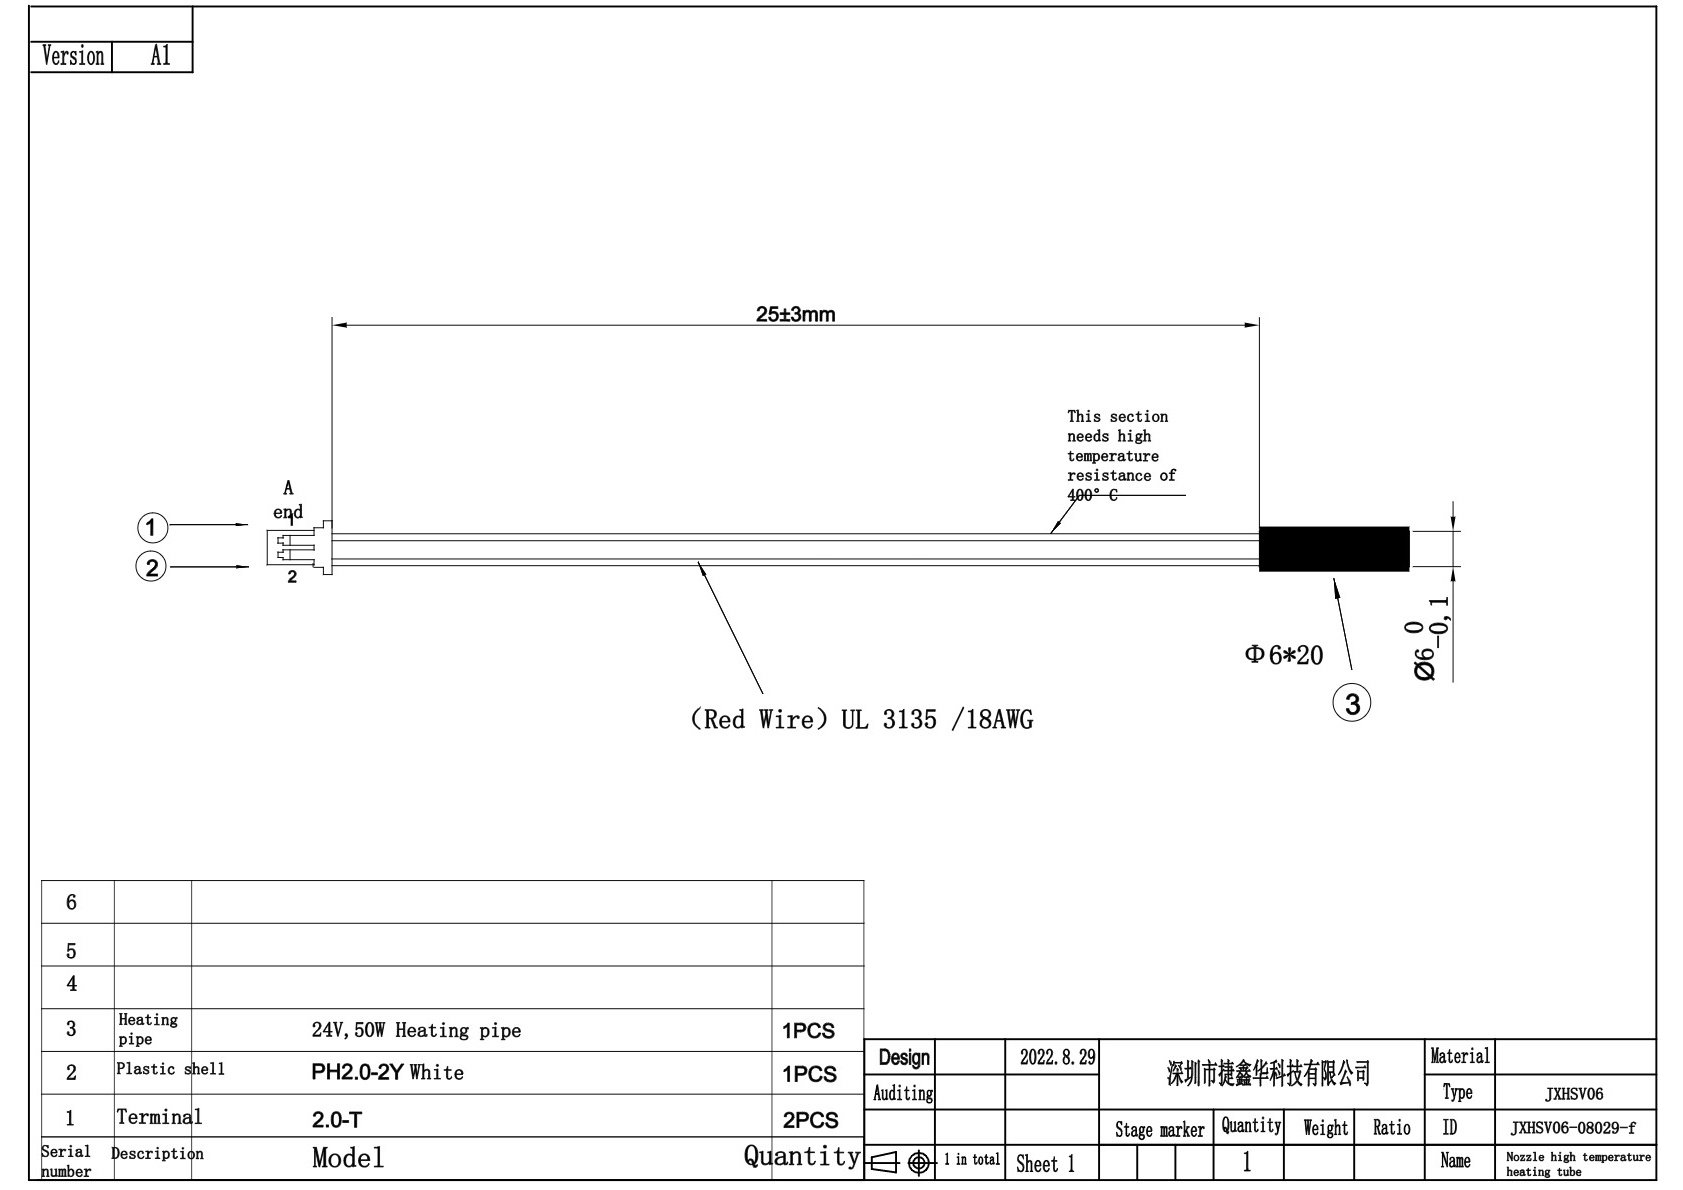 Version A1
25±3mm
This section
needs high
temperature
resistance of
400° C
A
end
1
1
2
2
(Red Wire) UL 3135 /18AWG
Φ6*20
3
Ø6 0 -0,1
6
5
4
3 Heating pipe 24V,50W Heating pipe 1PCS
2 Plastic shell PH2.0-2Y White 1PCS
1 Terminal 2.0-T 2PCS
Serial number Description Model Quantity
Design 2022.8.29 深圳市捷鑫华科技有限公司 Material
Auditing Type JXHSV06
Stage marker Quantity Weight Ratio ID JXHSV06-08029-f
1 in total Sheet 1 1 Name Nozzle high temperature
heating tube